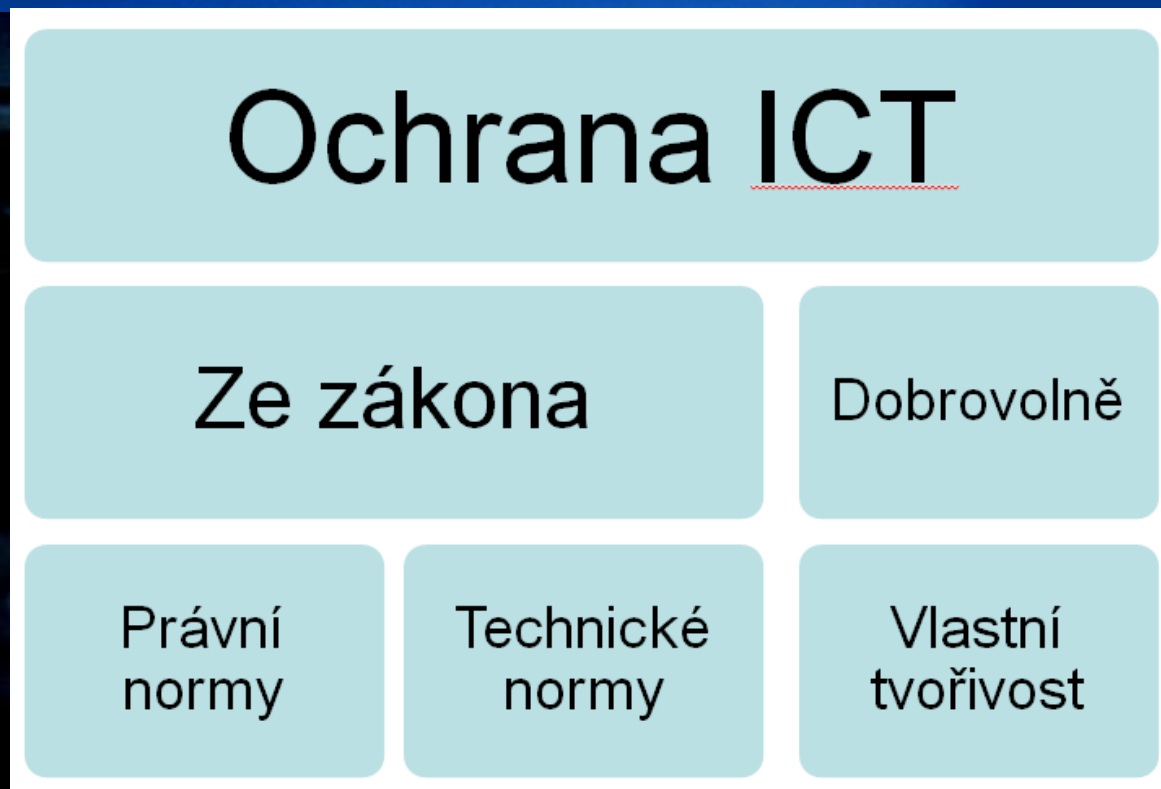 Ochrana ICT
Ze zákona
Dobrovolně
Právní
normy
Technické
normy
Vlastní
tvořivost